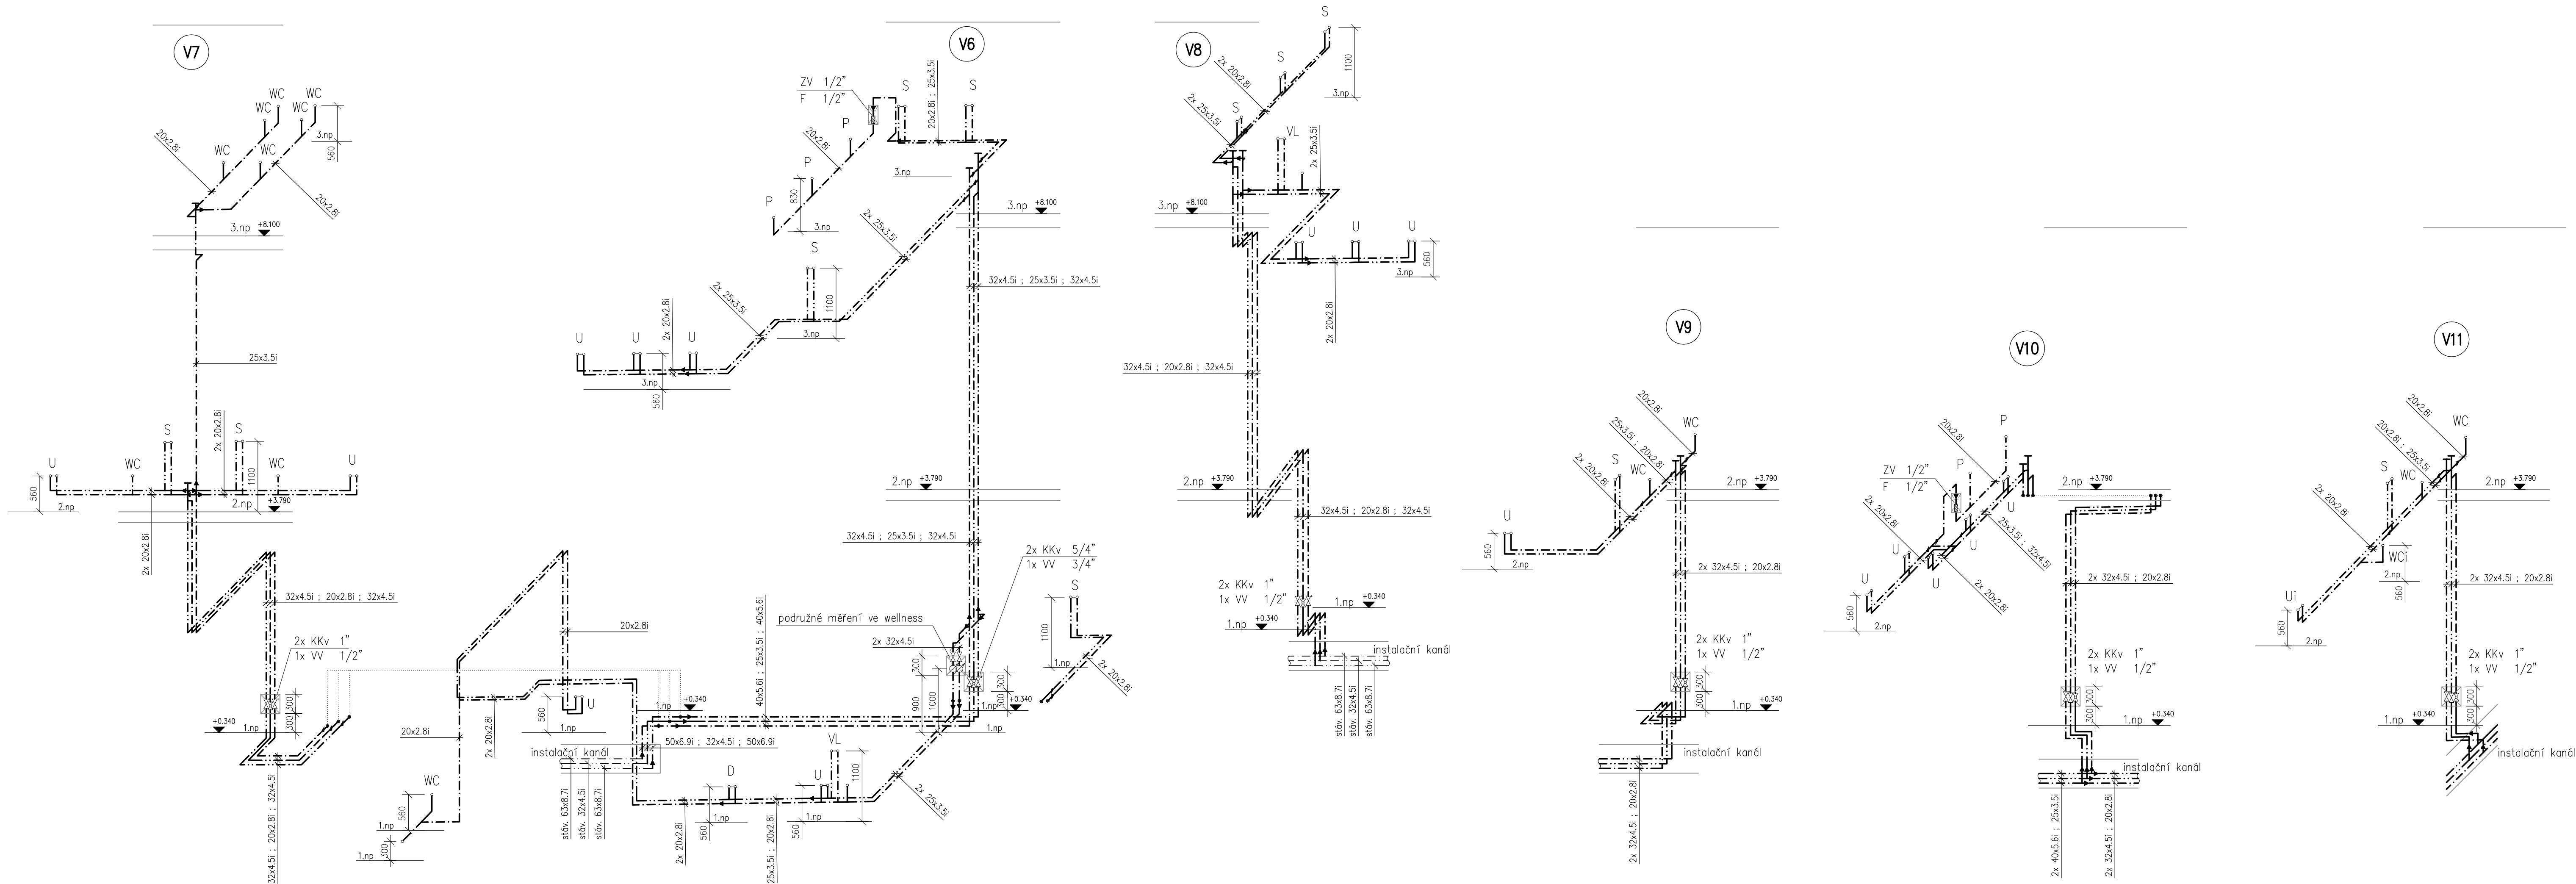 V7
WC
WC
WC
WC
WC
WC
20x2.8i
20x2.8i
3.np
560
3.np +8.100
25x3.5i
U
WC
S
S
WC
U
2x 20x2.8i
1100
560
2.np
2.np +3.790
2x 20x2.8i
32x4.5i ; 20x2.8i ; 32x4.5i
2x KKv 1"
1x VV 1/2"
300
300
+0.340
1.np
32x4.5i ; 20x2.8i ; 32x4.5i
V6
ZV 1/2"
F 1/2"
S
S
20x2.8i ; 25x3.5i
P
P
P
20x2.8i
830
3.np
3.np
3.np +8.100
2x 25x3.5i
S
1100
3.np
2x 25x3.5i
32x4.5i ; 25x3.5i ; 32x4.5i
U
U
U
2x 20x2.8i
3.np
560
2.np +3.790
32x4.5i ; 25x3.5i ; 32x4.5i
2x KKv 5/4"
1x VV 3/4"
S
1100
1.np
2x 20x2.8i
podružné měření ve wellness
2x 32x4.5i
300
900
1000
300
300
1.np
+0.340
1.np
40x5.6i ; 25x3.5i ; 40x5.6i
20x2.8i
U
560
1.np
1.np +0.340
2x 20x2.8i
20x2.8i
WC
560
1.np
300
1.np
50x6.9i ; 32x4.5i ; 50x6.9i
instalační kanál
stáv. 63x8.7i
stáv. 32x4.5i
stáv. 63x8.7i
D
U
VL
1100
1.np
1.np
560
560
2x 20x2.8i
25x3.5i ; 20x2.8i
2x 25x3.5i
V8
S
S
S
1100
3.np
2x 20x2.8i
2x 25x3.5i
VL
2x 25x3.5i
3.np +8.100
U
U
U
560
3.np
2x 20x2.8i
32x4.5i ; 20x2.8i ; 32x4.5i
2.np +3.790
32x4.5i ; 20x2.8i ; 32x4.5i
2x KKv 1"
1x VV 1/2"
1.np +0.340
1.np +0.340
instalační kanál
stáv. 63x8.7i
stáv. 32x4.5i
stáv. 63x8.7i
V9
20x2.8i
WC
25x3.5i ; 20x2.8i
2x 20x2.8i
S
WC
U
560
2.np
2.np +3.790
2x 32x4.5i ; 20x2.8i
2x KKv 1"
1x VV 1/2"
300
300
1.np +0.340
instalační kanál
2x 32x4.5i ; 20x2.8i
V10
P
20x2.8i
P
ZV 1/2"
F 1/2"
2x 20x2.8i
U
U
U
U
U
25x3.5i ; 32x4.5i
2x 20x2.8i
560
2.np
2.np +3.790
2x 32x4.5i ; 20x2.8i
2x KKv 1"
1x VV 1/2"
300
300
1.np +0.340
instalační kanál
2x 40x5.6i ; 25x3.5i
2x 32x4.5i ; 20x2.8i
V11
20x2.8i
WC
20x2.8i ; 25x3.5i
S
WC
2x 20x2.8i
WCi
2.np
560
Ui
560
2.np
2.np +3.790
2x 32x4.5i ; 20x2.8i
2x KKv 1"
1x VV 1/2"
300
300
1.np +0.340
instalační kanál